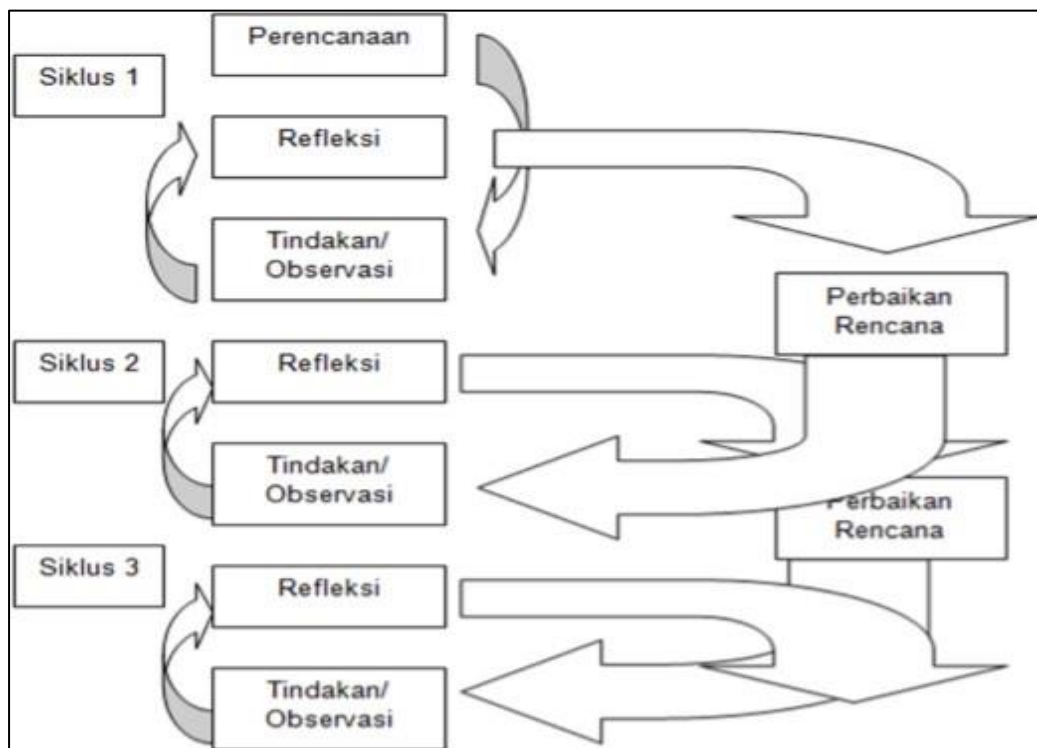 Perencanaan
Siklus 1
Refleksi
Tindakan/
Observasi
Perbaikan
Rencana
Siklus 2
Refleksi
Tindakan/
Observasi
Perbaikan
Rencana
Siklus 3
Refleksi
Tindakan/
Observasi